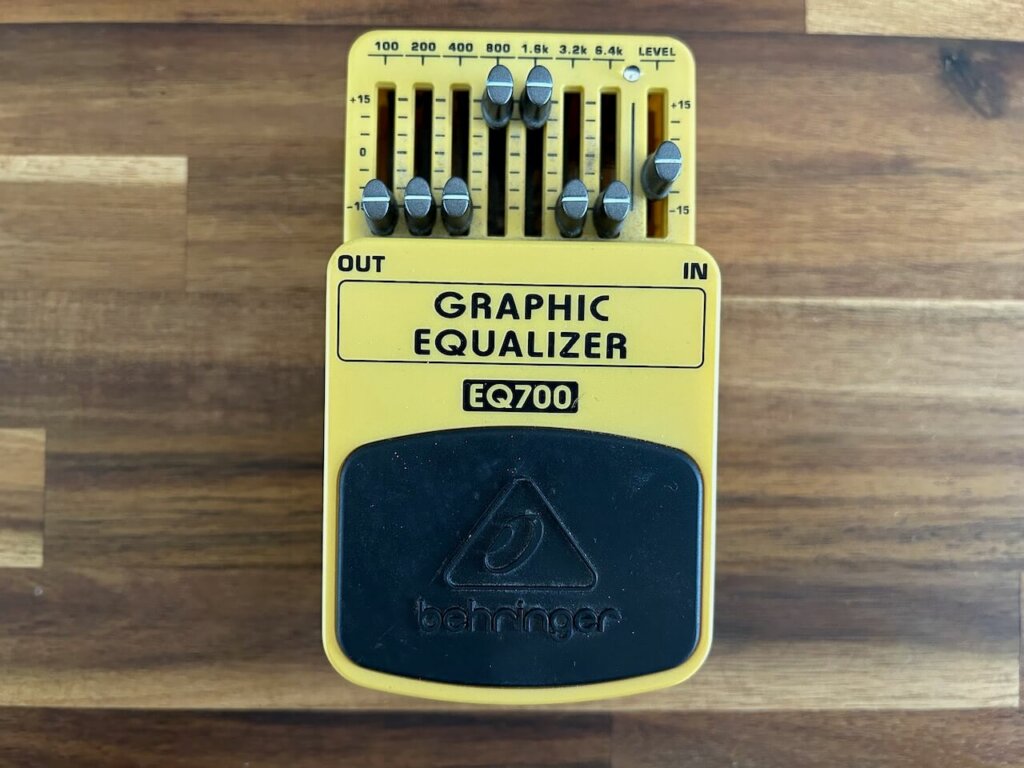 100 200 400 800 1.6k 3.2k 6.4k LEVEL
+15 +15
0
-15 -15
OUT IN
GRAPHIC
EQUALIZER
EQ700
behringer